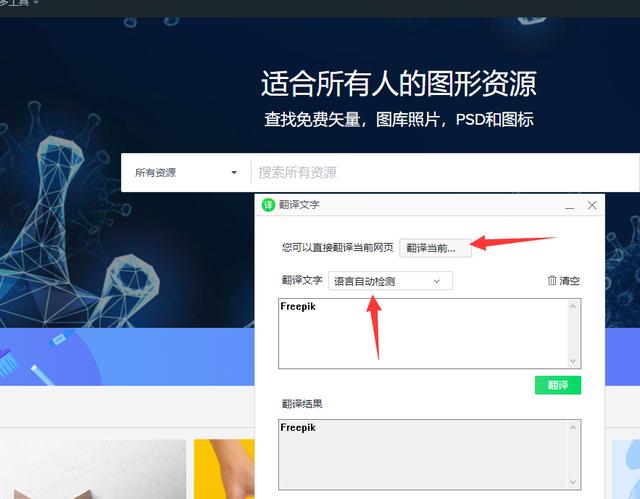 多工具
适合所有人的图形资源
查找免费矢量，图库照片，PSD和图标
所有资源
搜索所有资源
译 翻译文字
您可以直接翻译当前网页 翻译当前...
翻译文字 语言自动检测 清空
Freepik
翻译
翻译结果
Freepik